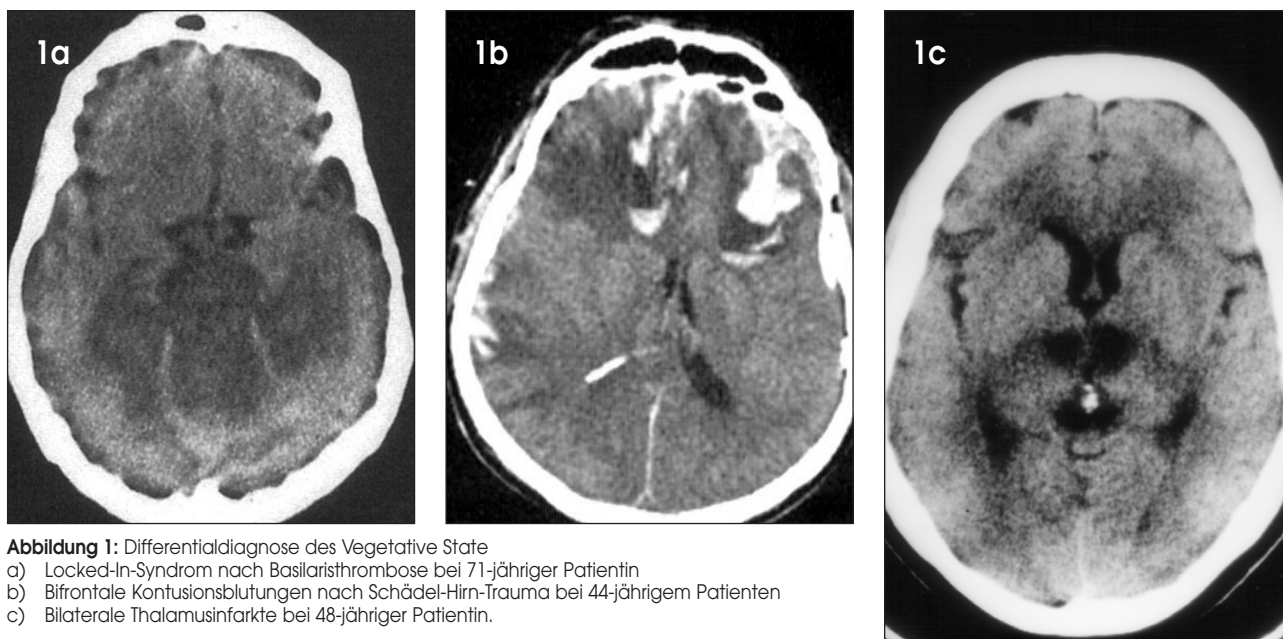 1a
1b
1c
Abbildung 1: Differentialdiagnose des Vegetative State
a) Locked-In-Syndrom nach Basilaristhrombose bei 71-jähriger Patientin
b) Bifrontale Kontusionsblutungen nach Schädel-Hirn-Trauma bei 44-jährigem Patienten
c) Bilaterale Thalamusinfarkte bei 48-jähriger Patientin.